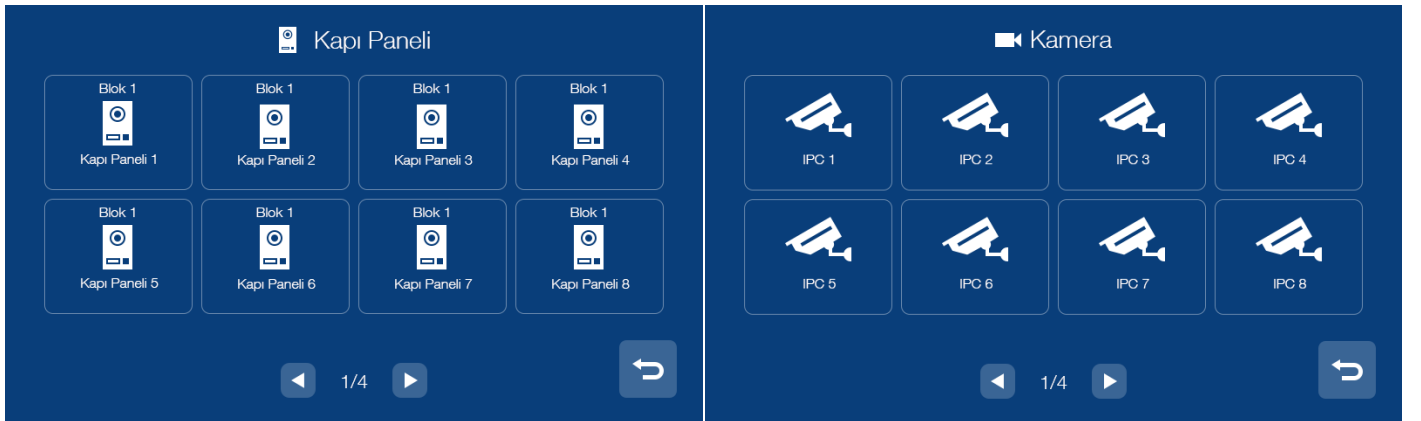 Kapı Paneli
Blok 1 Blok 1 Blok 1 Blok 1
Kapı Paneli 1 Kapı Paneli 2 Kapı Paneli 3 Kapı Paneli 4
Blok 1 Blok 1 Blok 1 Blok 1
Kapı Paneli 5 Kapı Paneli 6 Kapı Paneli 7 Kapı Paneli 8
1/4
Kamera
IPC 1 IPC 2 IPC 3 IPC 4
IPC 5 IPC 6 IPC 7 IPC 8
1/4